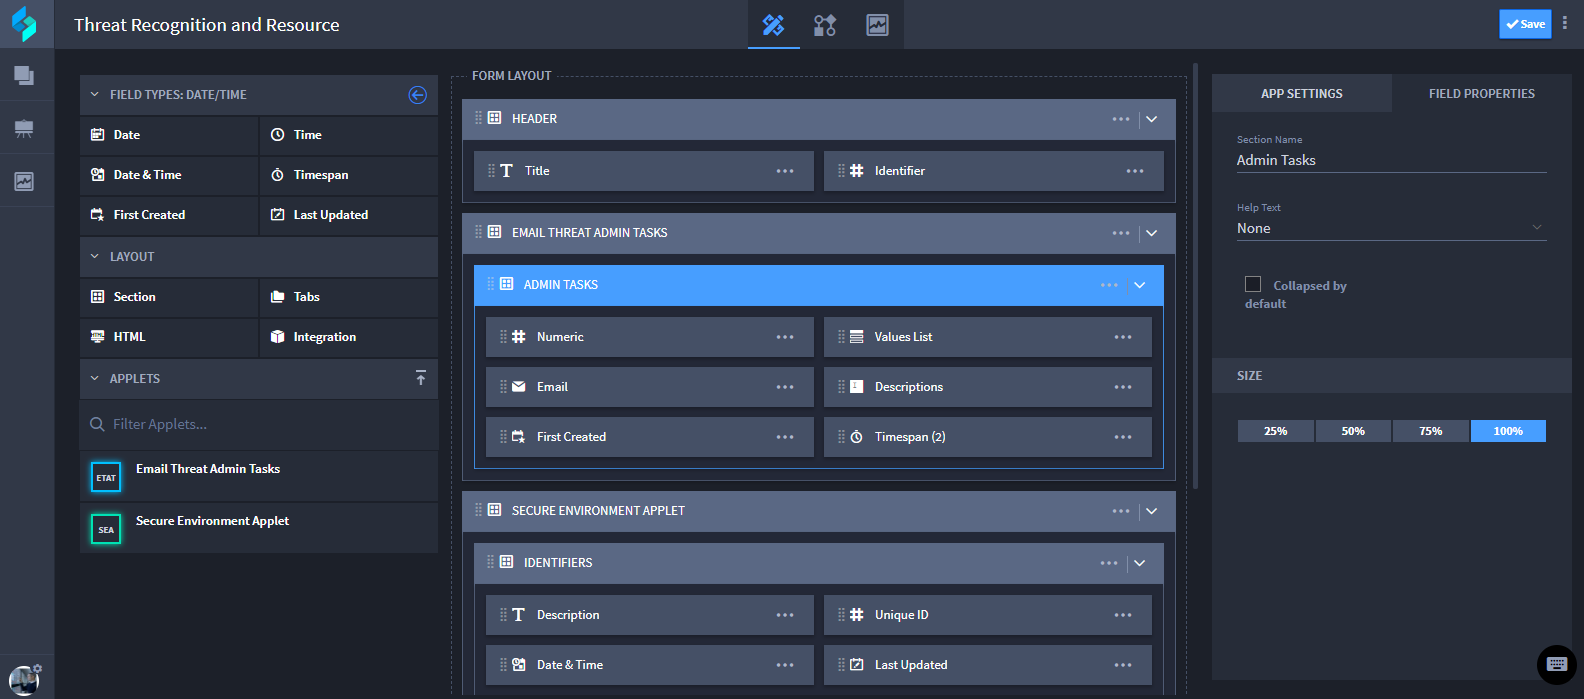 Threat Recognition and Resource
Save
FIELD TYPES: DATE/TIME
Date
Time
Date & Time
Timespan
First Created
Last Updated
LAYOUT
Section
Tabs
HTML
Integration
APPLETS
Filter Applets...
ETAT
Email Threat Admin Tasks
SEA
Secure Environment Applet
FORM LAYOUT
HEADER
Title
Identifier
EMAIL THREAT ADMIN TASKS
ADMIN TASKS
Numeric
Values List
Email
Descriptions
First Created
Timespan (2)
SECURE ENVIRONMENT APPLET
IDENTIFIERS
Description
Unique ID
Date & Time
Last Updated
APP SETTINGS
FIELD PROPERTIES
Section Name
Admin Tasks
Help Text
None
Collapsed by
default
SIZE
25%
50%
75%
100%